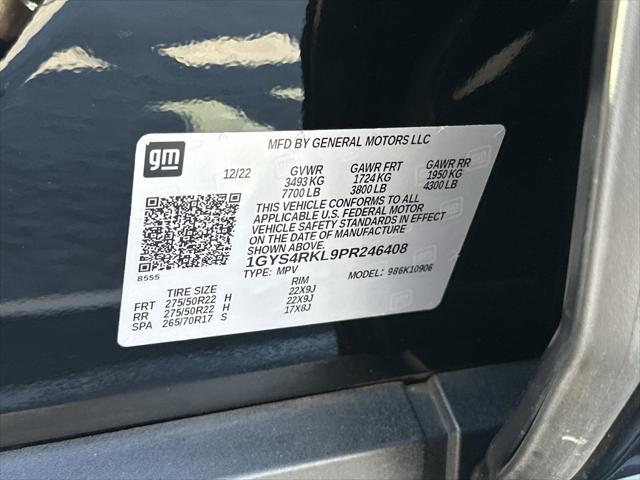 gm
MFD BY GENERAL MOTORS LLC
12/22 GVWR GAWR FRT GAWR RR
3493 KG 1724 KG 1950 KG
7700 LB 3800 LB 4300 LB
THIS VEHICLE CONFORMS TO ALL
APPLICABLE U.S. FEDERAL MOTOR
VEHICLE SAFETY STANDARDS IN EFFECT
ON THE DATE OF MANUFACTURE
SHOWN ABOVE.
1GYS4RKL9PR246408
8555 TYPE: MPV MODEL: 986K10906
TIRE SIZE RIM
FRT 275/50R22 H 22X9J
RR 275/50R22 H 22X9J
SPA 265/70R17 S 17X8J